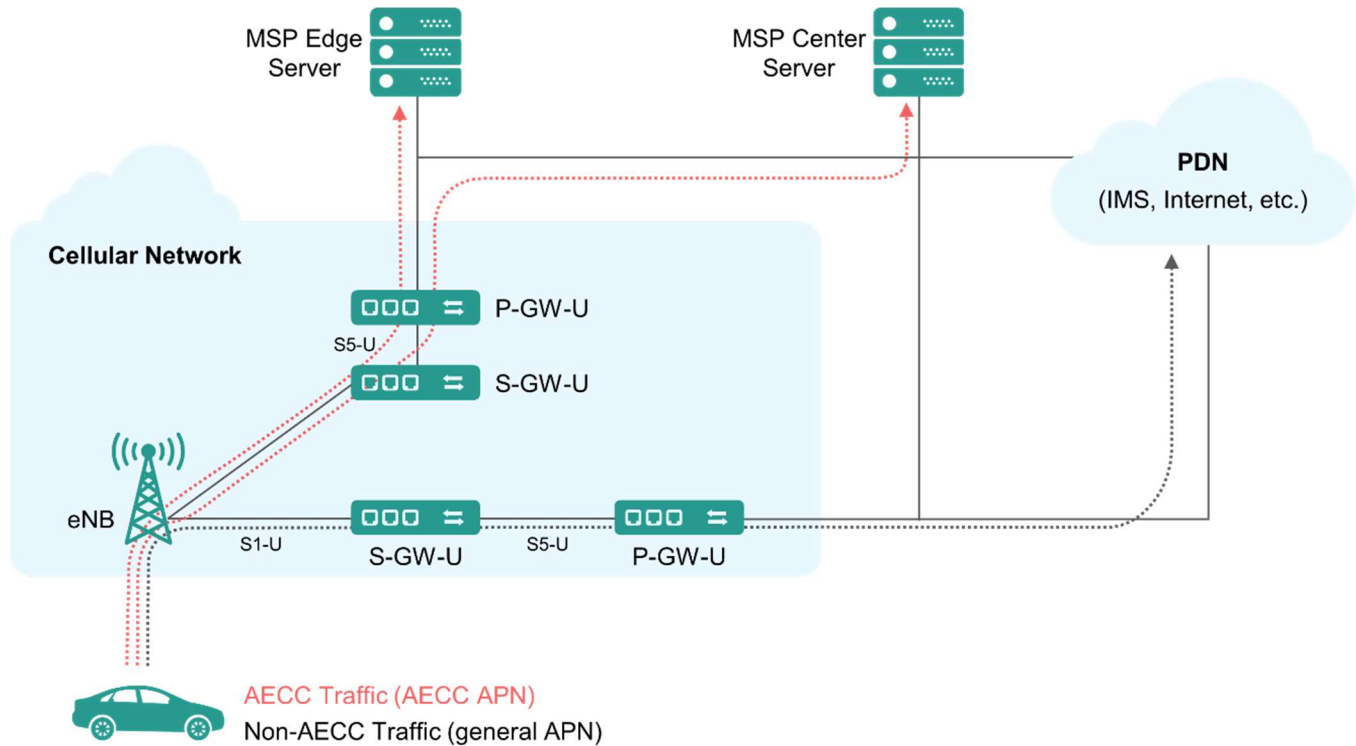 MSP Edge
Server
MSP Center
Server
PDN
(IMS, Internet, etc.)
Cellular Network
P-GW-U
S5-U
S-GW-U
eNB
S1-U
S-GW-U
S5-U
P-GW-U
AECC Traffic (AECC APN)
Non-AECC Traffic (general APN)